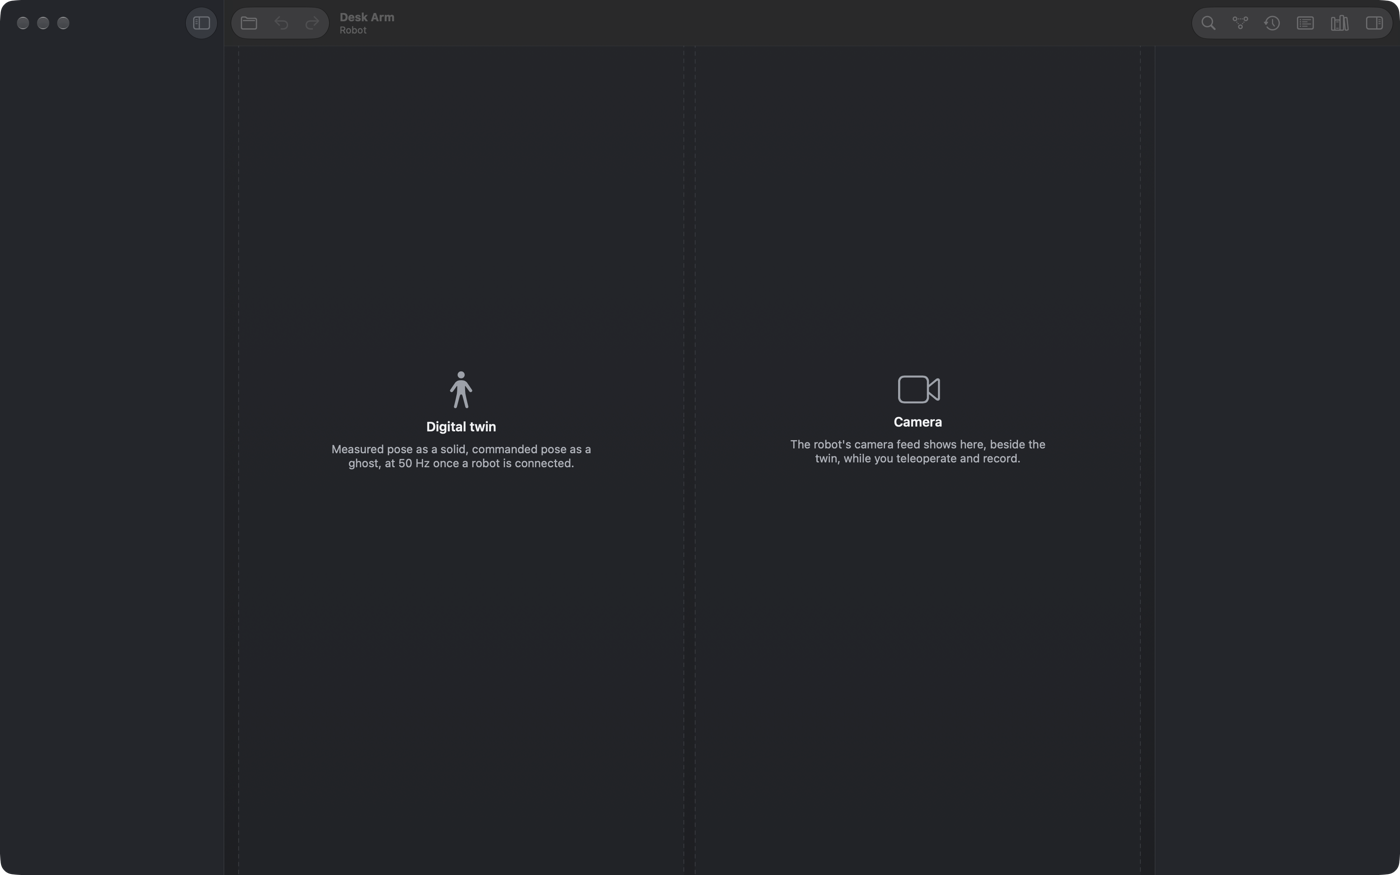 Desk Arm
Robot
Digital twin
Measured pose as a solid, commanded pose as a
ghost, at 50 Hz once a robot is connected.
Camera
The robot's camera feed shows here, beside the
twin, while you teleoperate and record.